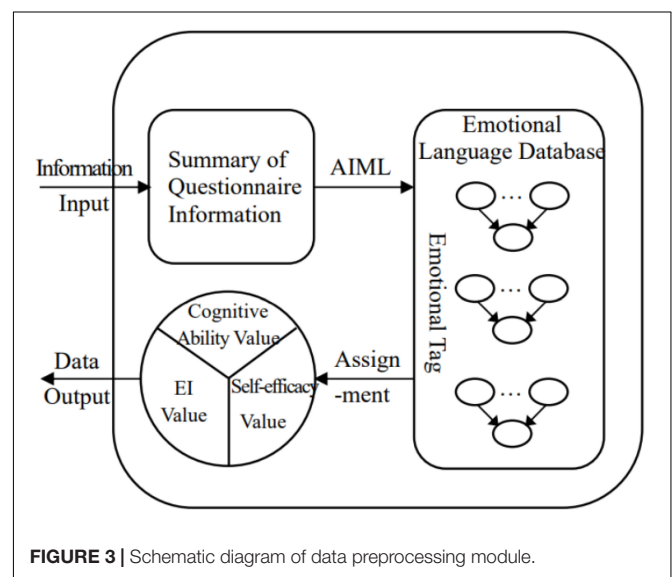 Information
Input
Summary of
Questionnaire
Information
AIML
Emotional
Language Database
...
...
...
Emotional Tag
Assign
-ment
Cognitive
Ability Value
EI
Value
Self-efficacy
Value
Data
Output
FIGURE 3 | Schematic diagram of data preprocessing module.